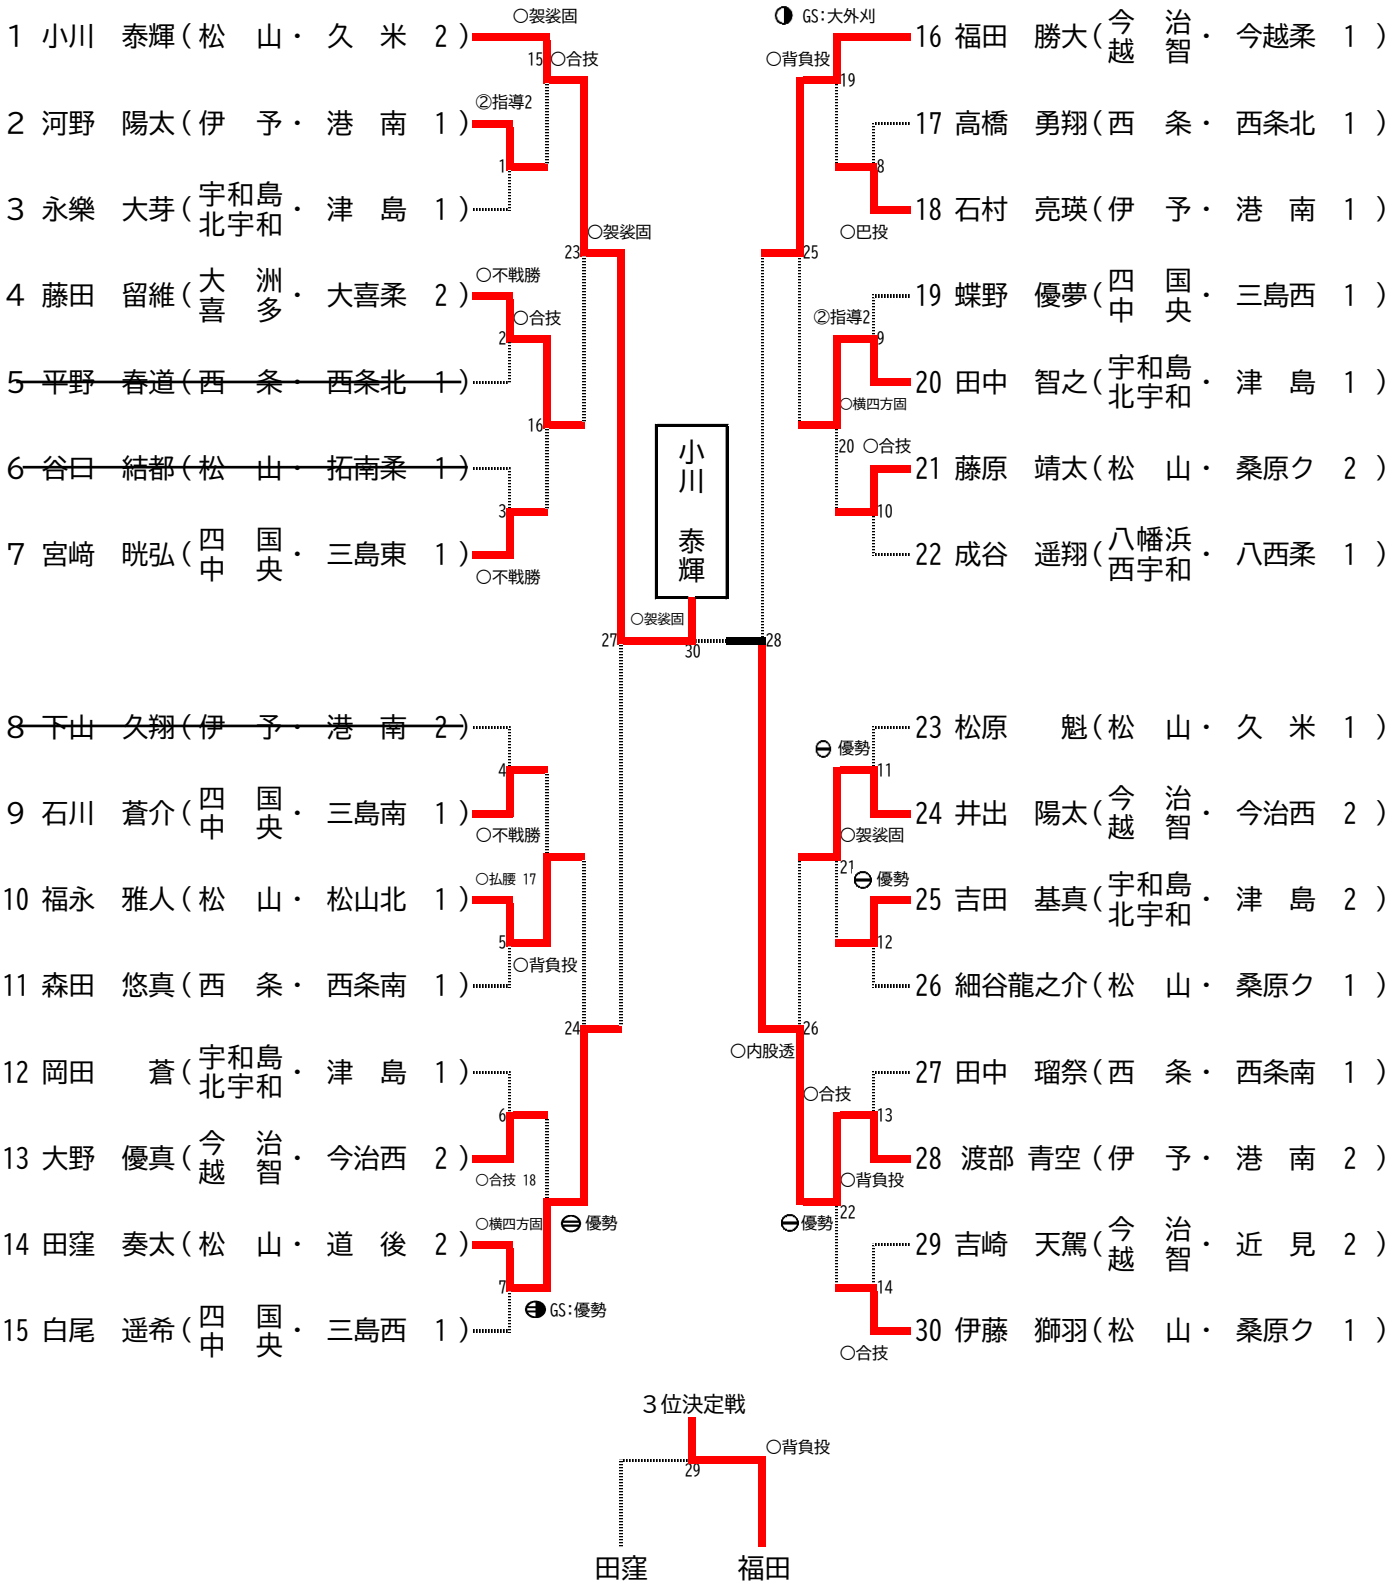 1 小川 泰輝(松 山・久 米 2)
2 河野 陽太(伊 予・港 南 1)
3 永樂 大芽(宇和島北宇和・津 島 1)
4 藤田 留維(大 洲喜 多・大喜柔 2)
5 平野 春道(西 条・西条北 1)
6 谷口 結都(松 山・拓南柔 1)
7 宮﨑 晄弘(四 国中 央・三島東 1)
8 下山 久翔(伊 予・港 南 2)
9 石川 蒼介(四 国中 央・三島南 1)
10 福永 雅人(松 山・松山北 1)
11 森田 悠真(西 条・西条南 1)
12 岡田 蒼(宇和島北宇和・津 島 1)
13 大野 優真(今 治越 智・今治西 2)
14 田窪 奏太(松 山・道 後 2)
15 白尾 遥希(四 国中 央・三島西 1)
○袈裟固
15 ○合技
②指導2
1
23 ○袈裟固
○不戦勝
2 ○合技
16
3
○不戦勝
4
○不戦勝
○払腰 17
5 ○背負投
24
6
○合技 18
○横四方固
⊖優勢
7
GS:優勢
小川 泰輝
○袈裟固
27
30
28
◑ GS:大外刈
○背負投
19
8
○巴投
25
②指導2
9
○横四方固
20 ○合技
10
⊖優勢
11
○袈裟固
21 ⊖優勢
12
26
○内股透
○合技
13
○背負投
⊖優勢 22
14
○合技
16 福田 勝大(今 治越 智・今越柔 1)
17 高橋 勇翔(西 条・西条北 1)
18 石村 亮瑛(伊 予・港 南 1)
19 蝶野 優夢(四 国中 央・三島西 1)
20 田中 智之(宇和島北宇和・津 島 1)
21 藤原 靖太(松 山・桑原ク 2)
22 成谷 遥翔(八幡浜西宇和・八西柔 1)
23 松原 魁(松 山・久 米 1)
24 井出 陽太(今 治越 智・今治西 2)
25 吉田 基真(宇和島北宇和・津 島 2)
26 細谷龍之介(松 山・桑原ク 1)
27 田中 瑠祭(西 条・西条南 1)
28 渡部 青空(伊 予・港 南 2)
29 吉崎 天駕(今 治越 智・近 見 2)
30 伊藤 獅羽(松 山・桑原ク 1)
３位決定戦
○背負投
29
田窪 福田